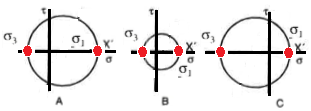 τ τ τ
σ₃ σ₁ X′ σ₃ X′ σ₃ σ₁ X′
σ σ₁ σ σ
A B C